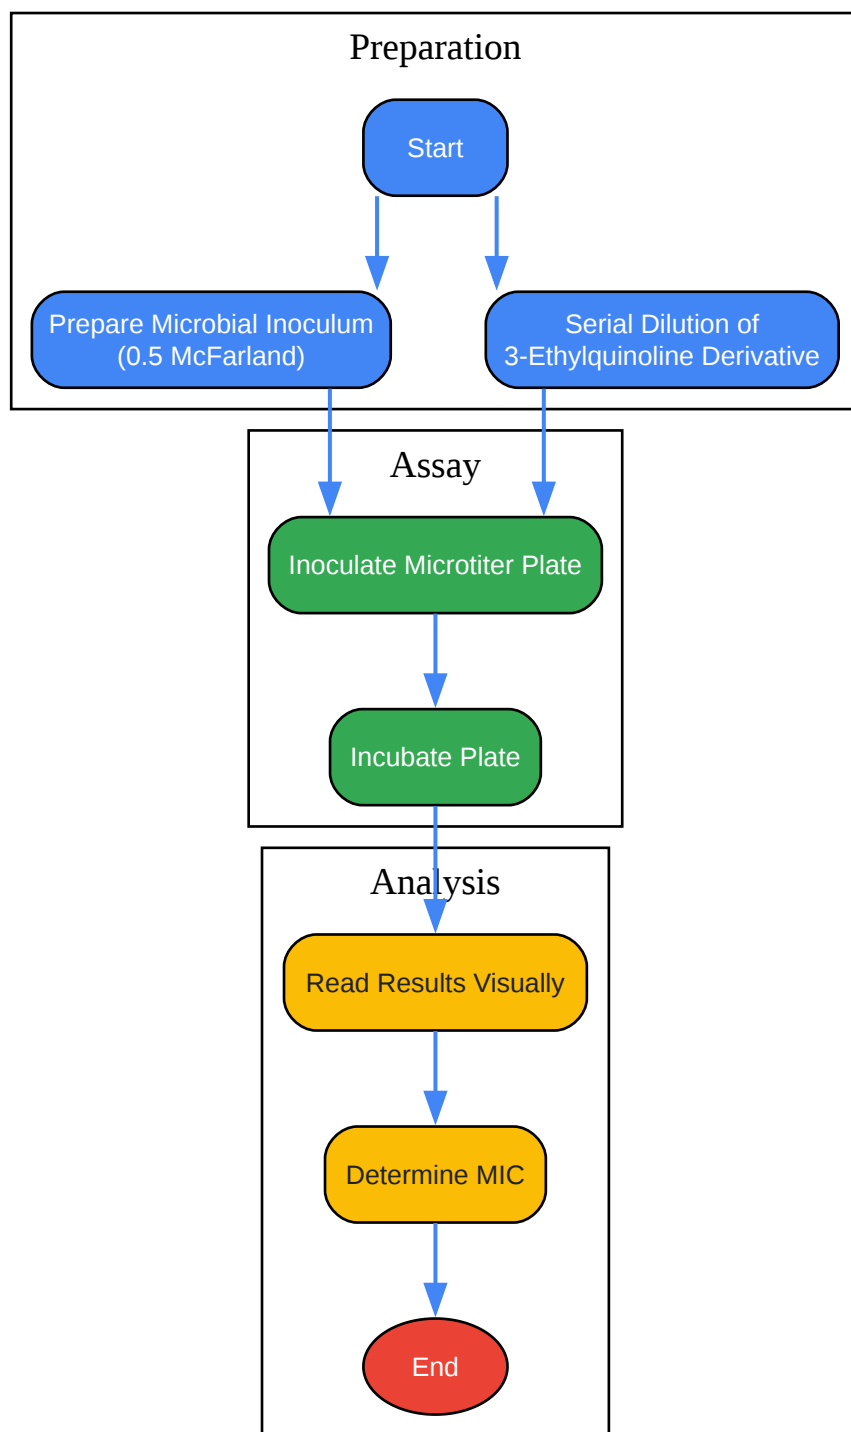 Preparation
Start
Prepare Microbial Inoculum
(0.5 McFarland)
Serial Dilution of
3-Ethylquinoline Derivative
Assay
Inoculate Microtiter Plate
Incubate Plate
Analysis
Read Results Visually
Determine MIC
End